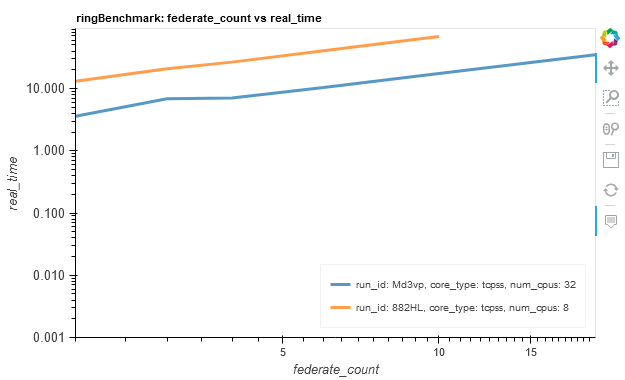 ringBenchmark: federate_count vs real_time
10.000
1.000
0.100
0.010
0.001
real_time
5
10
15
federate_count
run_id: Md3vp, core_type: tcpss, num_cpus: 32
run_id: 882HL, core_type: tcpss, num_cpus: 8